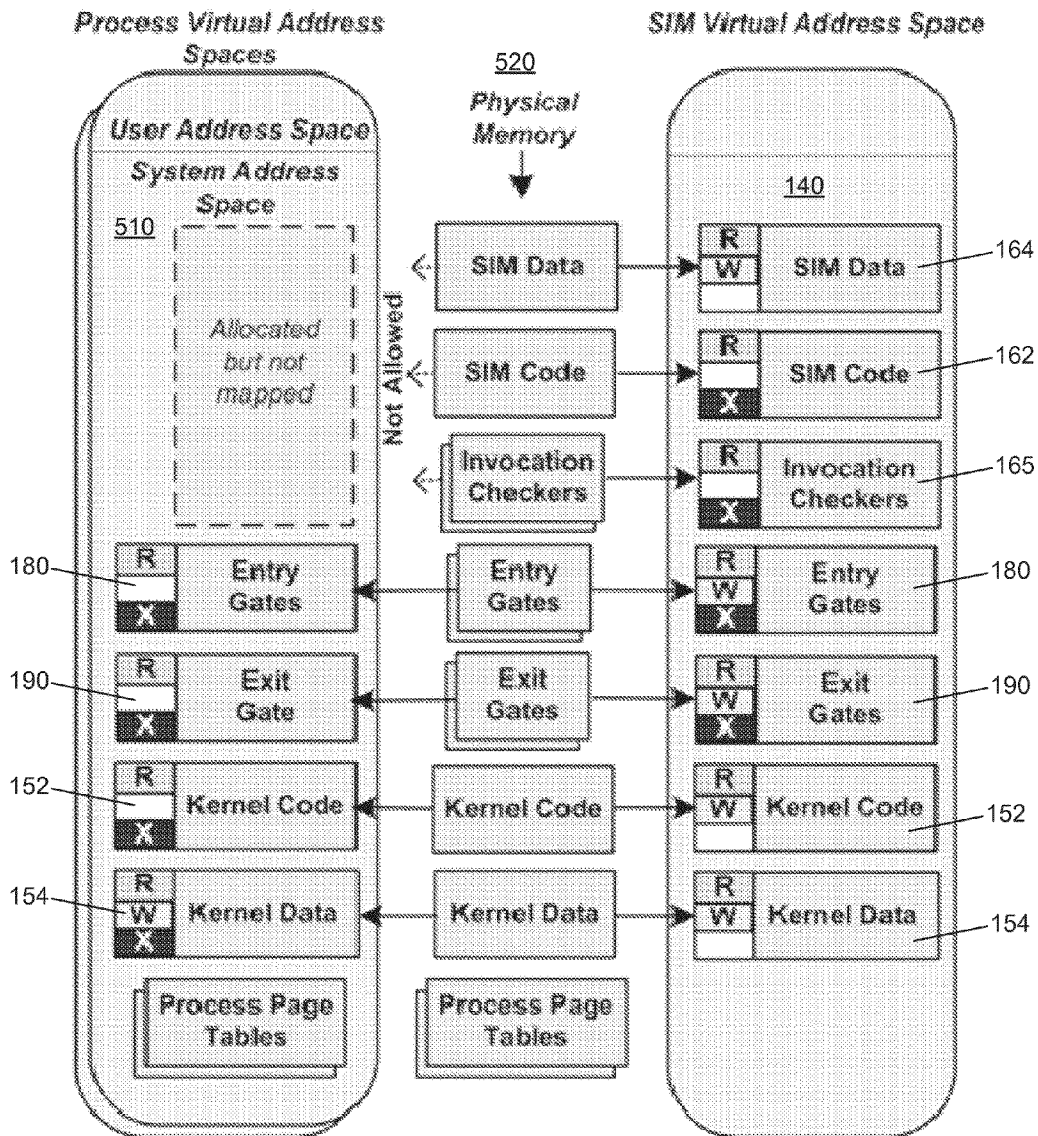 Process Virtual Address
Spaces
User Address Space
System Address
Space
510
Allocated
but not
mapped
180
R
X
Entry
Gates
190
R
X
Exit
Gate
152
R
X
Kernel Code
154
R
W
X
Kernel Data
Process Page
Tables
520
Physical
Memory
Not Allowed
SIM Data
SIM Code
Invocation
Checkers
Entry
Gates
Exit
Gates
Kernel Code
Kernel Data
Process Page
Tables
SIM Virtual Address Space
140
R
W
SIM Data
164
R
X
SIM Code
162
R
X
Invocation
Checkers
165
R
W
X
Entry
Gates
180
R
W
X
Exit
Gates
190
R
W
Kernel Code
152
R
W
Kernel Data
154